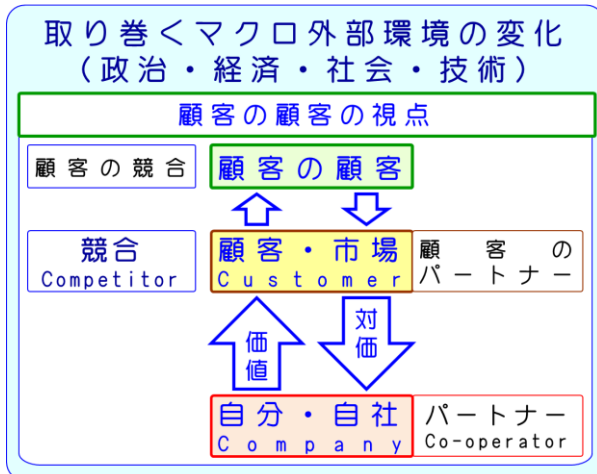 取り巻くマクロ外部環境の変化
（政治・経済・社会・技術）
顧客の顧客の視点
顧客の競合
顧客の顧客
競合
Competitor
顧客・市場
Customer
顧客の
パートナー
価値
対価
自分・自社
Company
パートナー
Co-operator